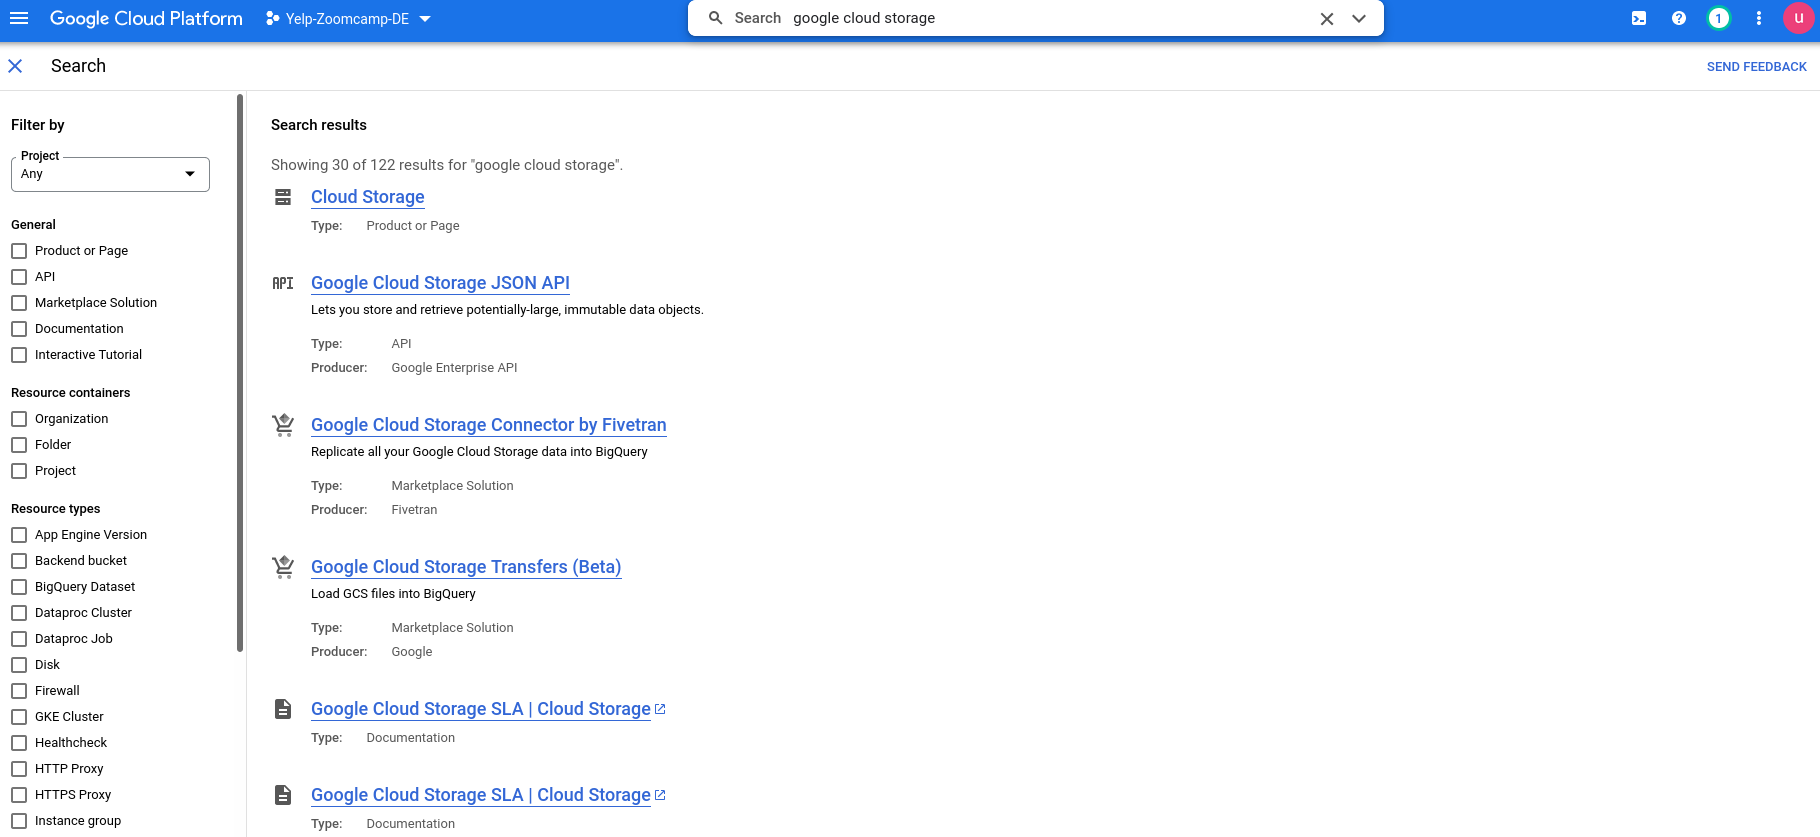 Google Cloud Platform
Yelp-Zoomcamp-DE
Search google cloud storage
1
u
Search
SEND FEEDBACK
Filter by
Project
Any
General
Product or Page
API
Marketplace Solution
Documentation
Interactive Tutorial
Resource containers
Organization
Folder
Project
Resource types
App Engine Version
Backend bucket
BigQuery Dataset
Dataproc Cluster
Dataproc Job
Disk
Firewall
GKE Cluster
Healthcheck
HTTP Proxy
HTTPS Proxy
Instance group
Search results
Showing 30 of 122 results for "google cloud storage".
Cloud Storage
Type: Product or Page
API Google Cloud Storage JSON API
Lets you store and retrieve potentially-large, immutable data objects.
Type: API
Producer: Google Enterprise API
Google Cloud Storage Connector by Fivetran
Replicate all your Google Cloud Storage data into BigQuery
Type: Marketplace Solution
Producer: Fivetran
Google Cloud Storage Transfers (Beta)
Load GCS files into BigQuery
Type: Marketplace Solution
Producer: Google
Google Cloud Storage SLA | Cloud Storage
Type: Documentation
Google Cloud Storage SLA | Cloud Storage
Type: Documentation